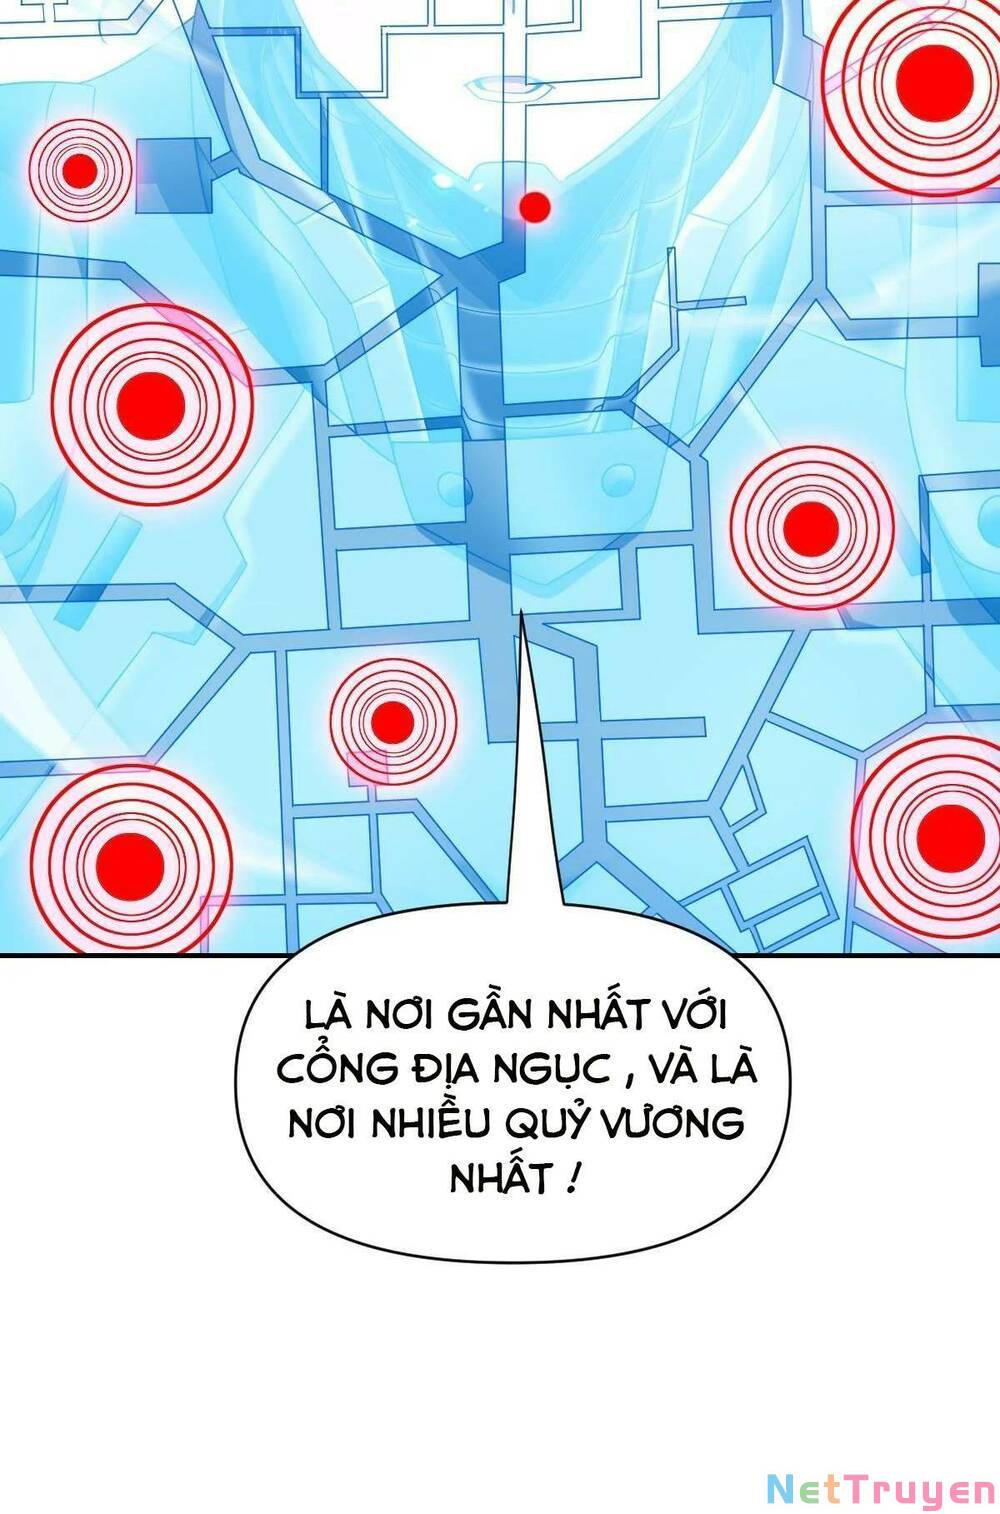 LÀ NƠI GẦN NHẤT VỚI
CỔNG ĐỊA NGỤC , VÀ LÀ
NƠI NHIỀU QUỶ VƯƠNG
NHẤT !
NetTruyen